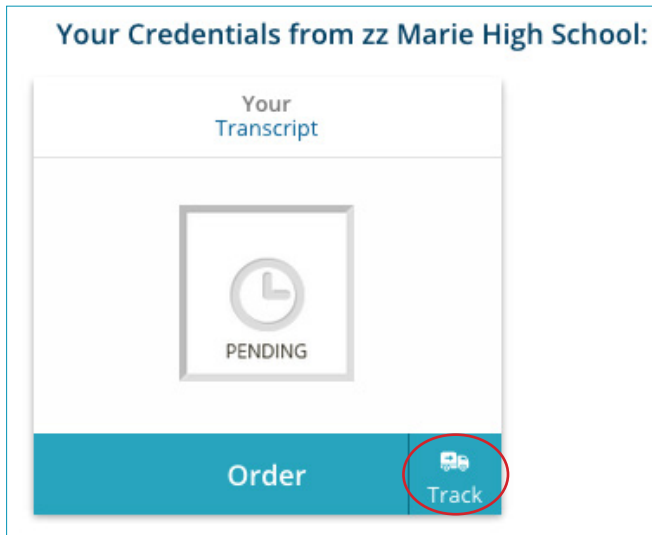 Your Credentials from zz Marie High School:
Your
Transcript
PENDING
Order
Track